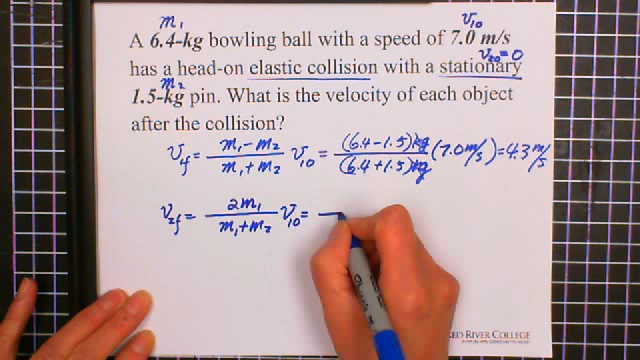 m₁ v₁₀
A 6.4-kg bowling ball with a speed of 7.0 m/s
v₂₀ = 0
has a head-on elastic collision with a stationary
m₂
1.5-kg pin. What is the velocity of each object
after the collision?
v_f = (m₁ - m₂)/(m₁ + m₂) v₁₀ = (6.4 - 1.5)kg/(6.4 + 1.5)kg (7.0 m/s) = 4.3 m/s
v₂f = 2m₁/(m₁ + m₂) v₁₀ =
RED RIVER COLLEGE